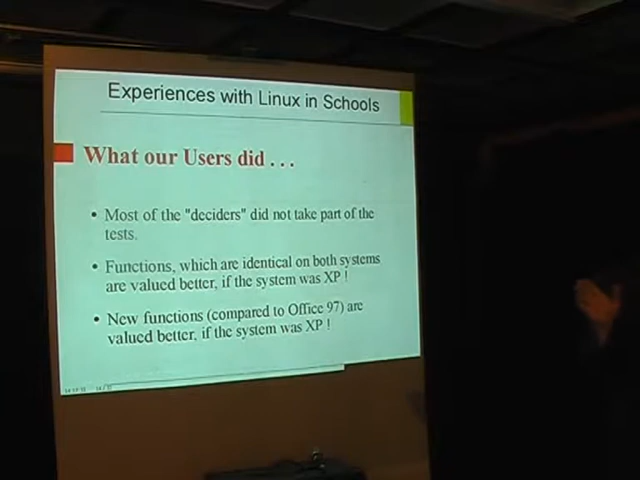 Experiences with Linux in Schools
What our Users did . . .
• Most of the "deciders" did not take part of the
tests.
• Functions, which are identical on both systems
are valued better, if the system was XP !
• New functions (compared to Office 97) are
valued better, if the system was XP !